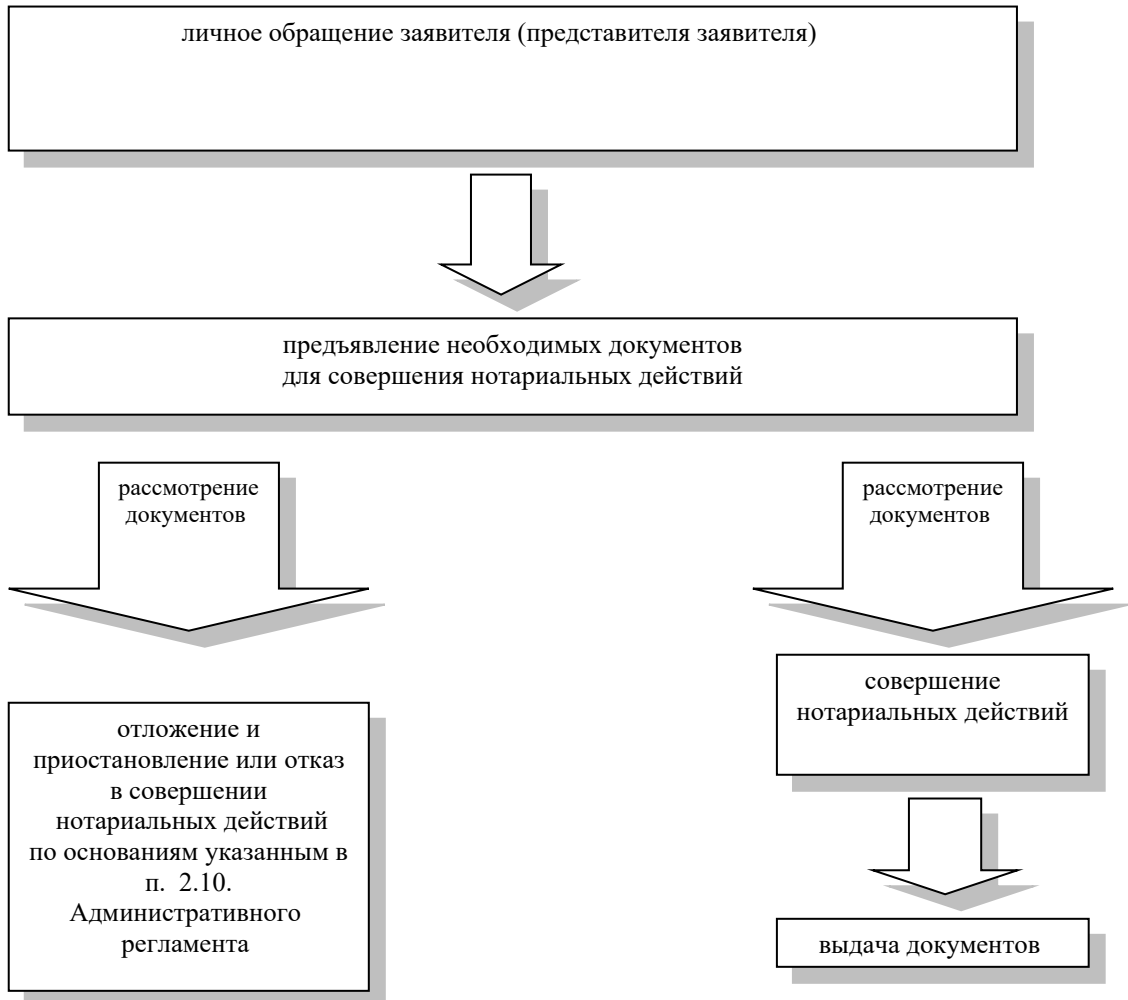 личное обращение заявителя (представителя заявителя)
предъявление необходимых документов
для совершения нотариальных действий
рассмотрение
документов
рассмотрение
документов
отложение и
приостановление или отказ
в совершении
нотариальных действий
по основаниям указанным в
п. 2.10.
Административного
регламента
совершение
нотариальных действий
выдача документов